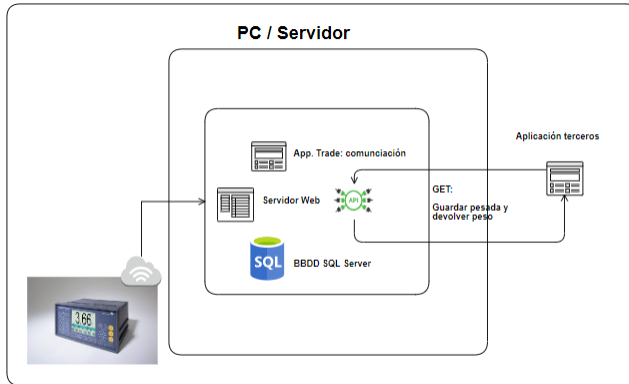 PC / Servidor
Aplicación terceros
App. Trade: comunciación
Servidor Web
API
GET:
Guardar pesada y
devolver peso
SQL
BBDD SQL Server
3.66